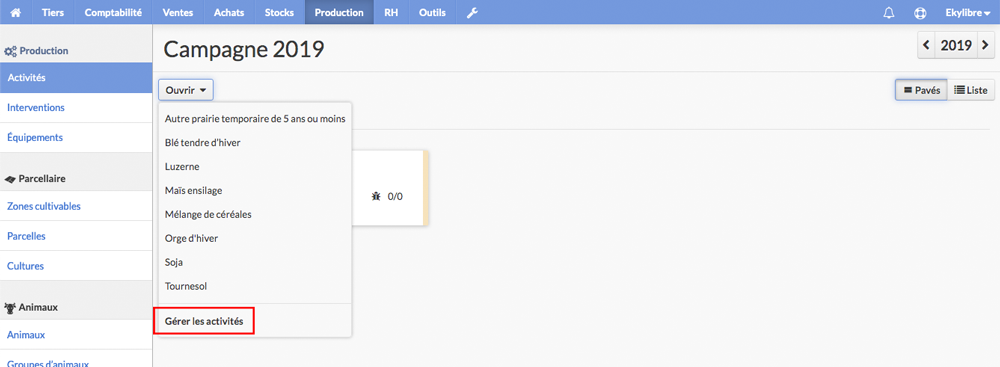 Tiers Comptabilité Ventes Achats Stocks Production RH Outils Ekylibre
Production
Activités
Interventions
Équipements
Parcellaire
Zones cultivables
Parcelles
Cultures
Animaux
Animaux
Groupes d'animaux
Campagne 2019
2019
Ouvrir
Pavés Liste
Autre prairie temporaire de 5 ans ou moins
Blé tendre d'hiver
Luzerne
Maïs ensilage
Mélange de céréales
Orge d'hiver
Soja
Tournesol
Gérer les activités
0/0